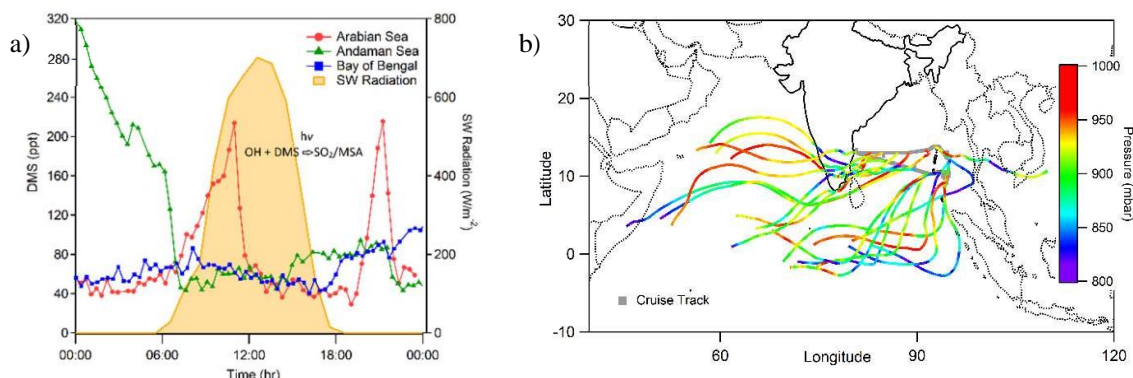 a)
DMS (ppt)
320
280
240
200
160
120
80
40
0
Arabian Sea
Andaman Sea
Bay of Bengal
SW Radiation
hν
OH + DMS ⇨SO₂/MSA
800
600
400
200
0
SW Radiation (W/m⁻²)
00:00 06:00 12:00 18:00 00:00
Time (hr)
b)
Latitude
30
20
10
0
-10
Cruise Track
60 90 120
Longitude
1000
950
900
850
800
Pressure (mbar)